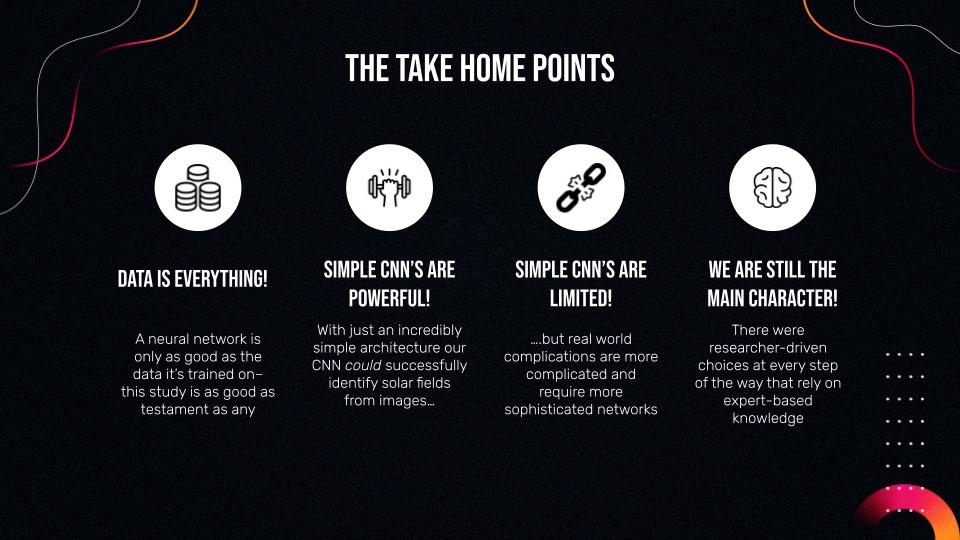 THE TAKE HOME POINTS
DATA IS EVERYTHING!
A neural network is
only as good as the
data it's trained on–
this study is as good as
testament as any
SIMPLE CNN'S ARE
POWERFUL!
With just an incredibly
simple architecture our
CNN could successfully
identify solar fields
from images…
SIMPLE CNN'S ARE
LIMITED!
….but real world
complications are more
complicated and
require more
sophisticated networks
WE ARE STILL THE
MAIN CHARACTER!
There were
researcher-driven
choices at every step
of the way that rely on
expert-based
knowledge